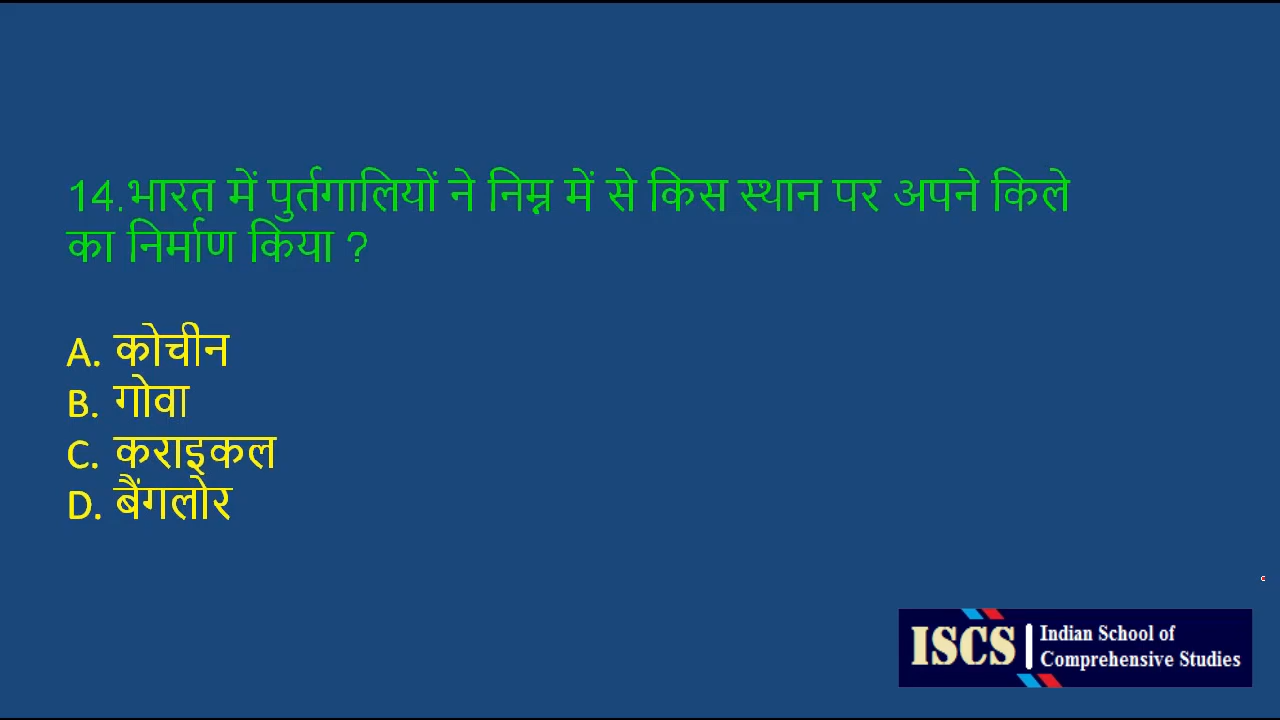 14.भारत में पुर्तगालियों ने निम्न में से किस स्थान पर अपने किले
का निर्माण किया ?
A. कोचीन
B. गोवा
C. कराइकल
D. बैंगलोर
c
ISCS
Indian School of
Comprehensive Studies